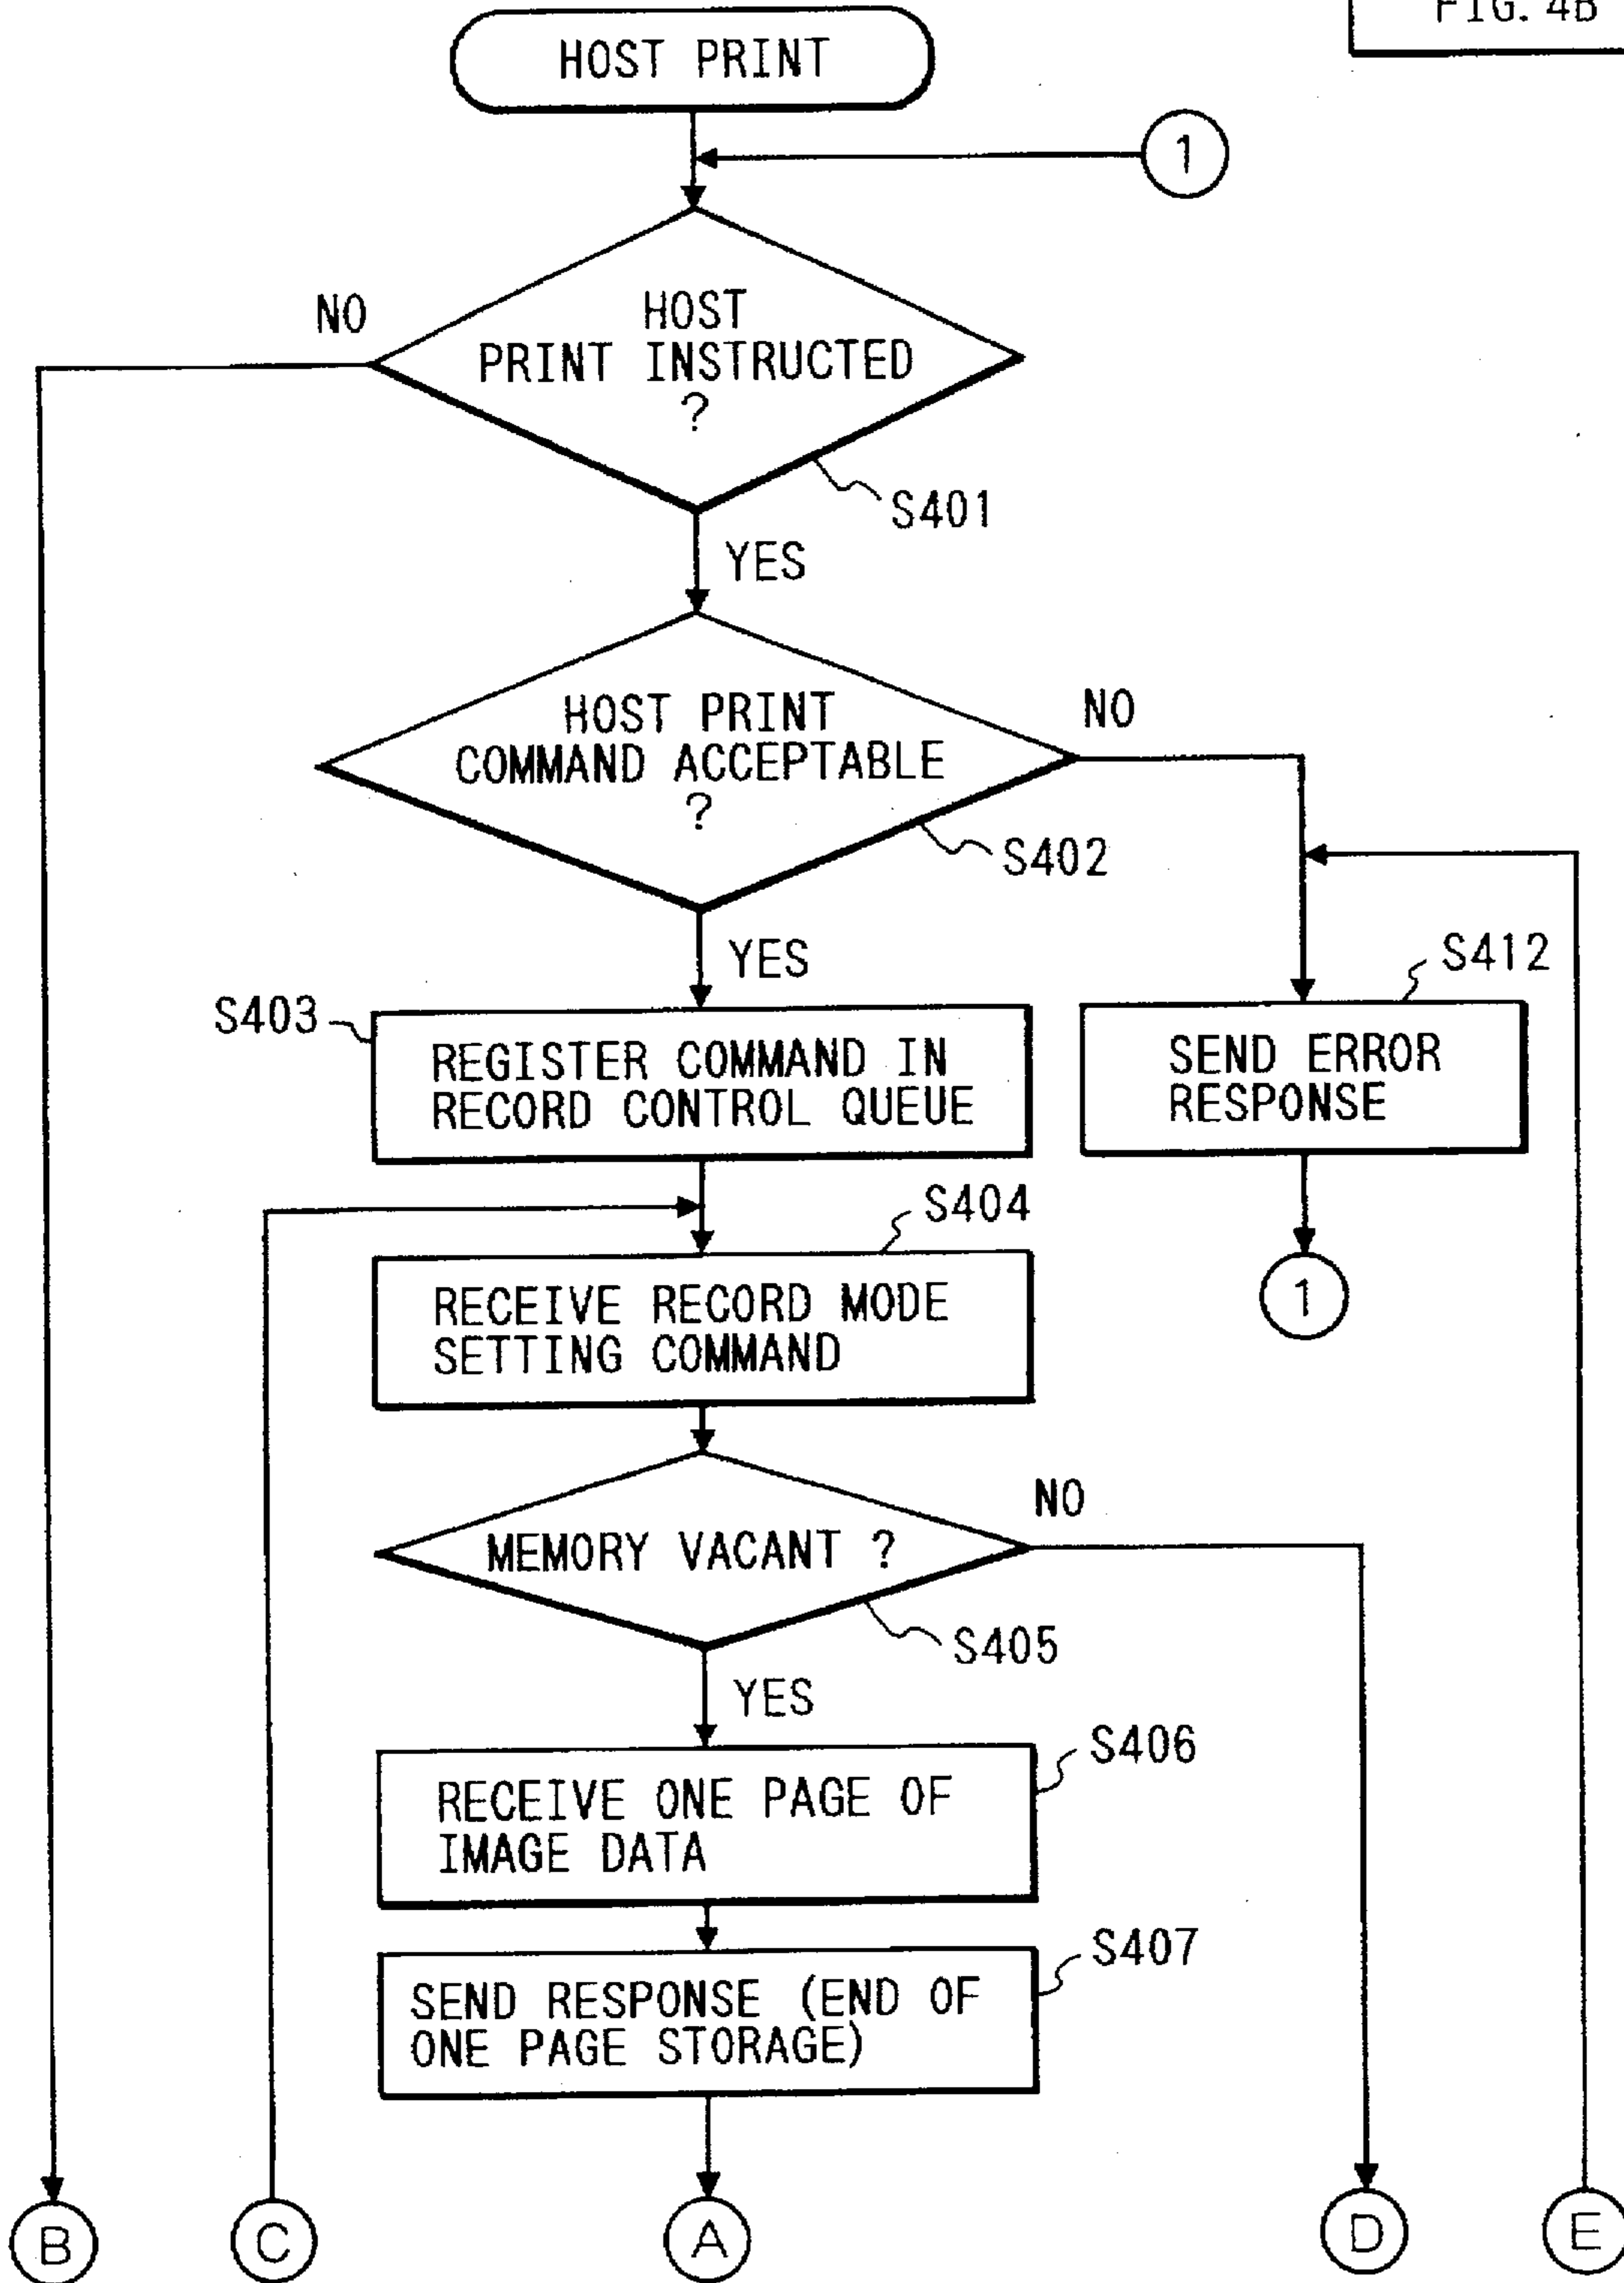 FIG. 4B
HOST PRINT
1
NO
HOST
PRINT INSTRUCTED
?
S401
YES
HOST PRINT
COMMAND ACCEPTABLE
?
NO
S402
YES
S412
S403
REGISTER COMMAND IN
RECORD CONTROL QUEUE
SEND ERROR
RESPONSE
S404
1
RECEIVE RECORD MODE
SETTING COMMAND
NO
MEMORY VACANT ?
S405
YES
S406
RECEIVE ONE PAGE OF
IMAGE DATA
S407
SEND RESPONSE (END OF
ONE PAGE STORAGE)
B
C
A
D
E